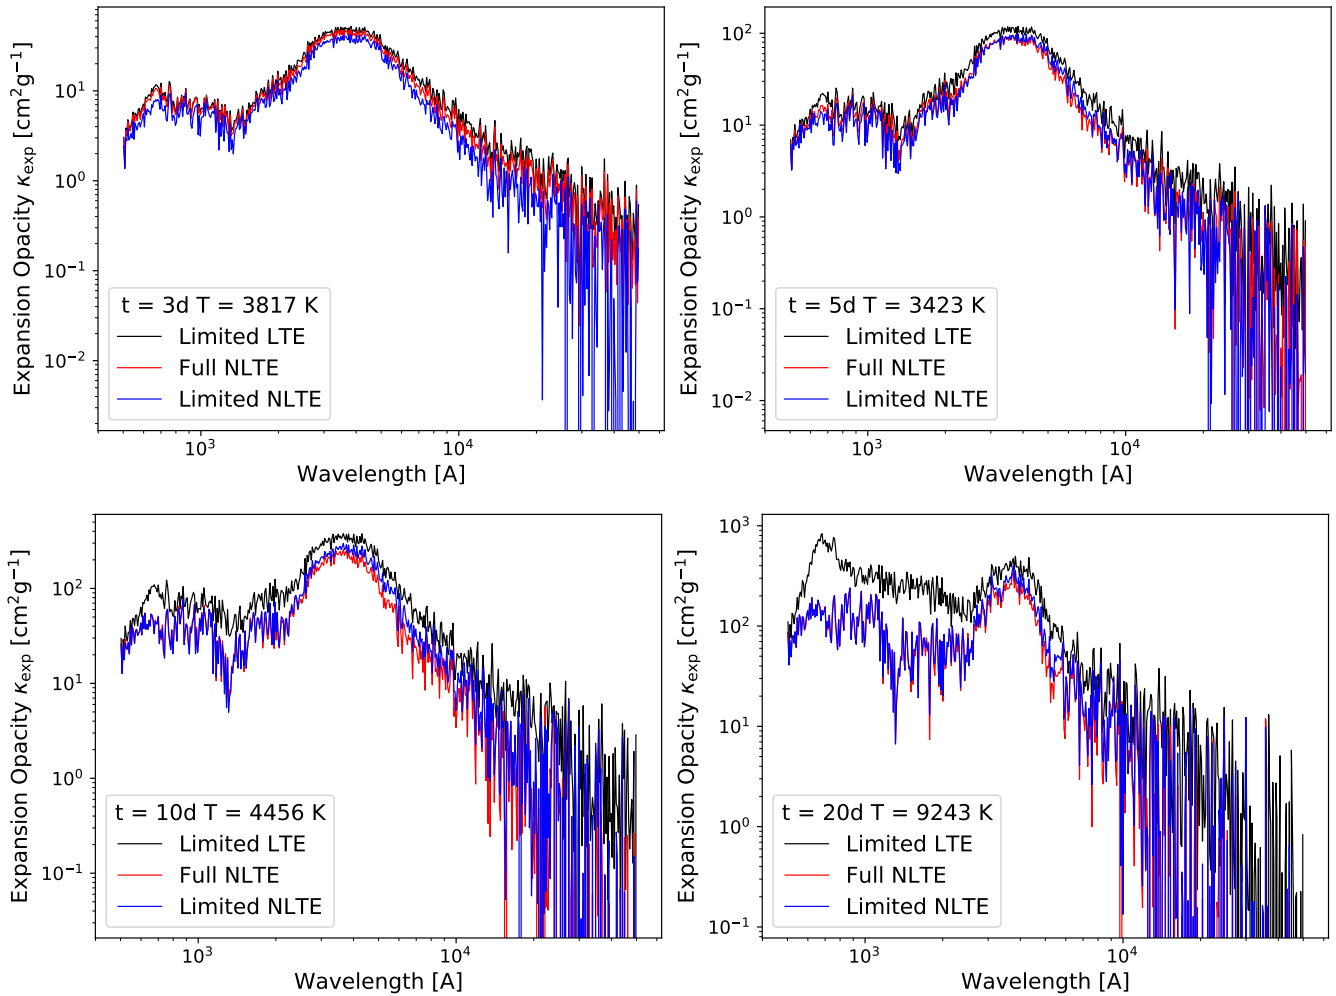 Expansion Opacity κexp [cm²g⁻¹]
10¹
10⁰
10⁻¹
10⁻²
t = 3d T = 3817 K
Limited LTE
Full NLTE
Limited NLTE
10³
10⁴
Wavelength [A]
Expansion Opacity κexp [cm²g⁻¹]
10²
10¹
10⁰
10⁻¹
10⁻²
t = 5d T = 3423 K
Limited LTE
Full NLTE
Limited NLTE
10³
10⁴
Wavelength [A]
Expansion Opacity κexp [cm²g⁻¹]
10²
10¹
10⁰
10⁻¹
t = 10d T = 4456 K
Limited LTE
Full NLTE
Limited NLTE
10³
10⁴
Wavelength [A]
Expansion Opacity κexp [cm²g⁻¹]
10³
10²
10¹
10⁰
10⁻¹
t = 20d T = 9243 K
Limited LTE
Full NLTE
Limited NLTE
10³
10⁴
Wavelength [A]